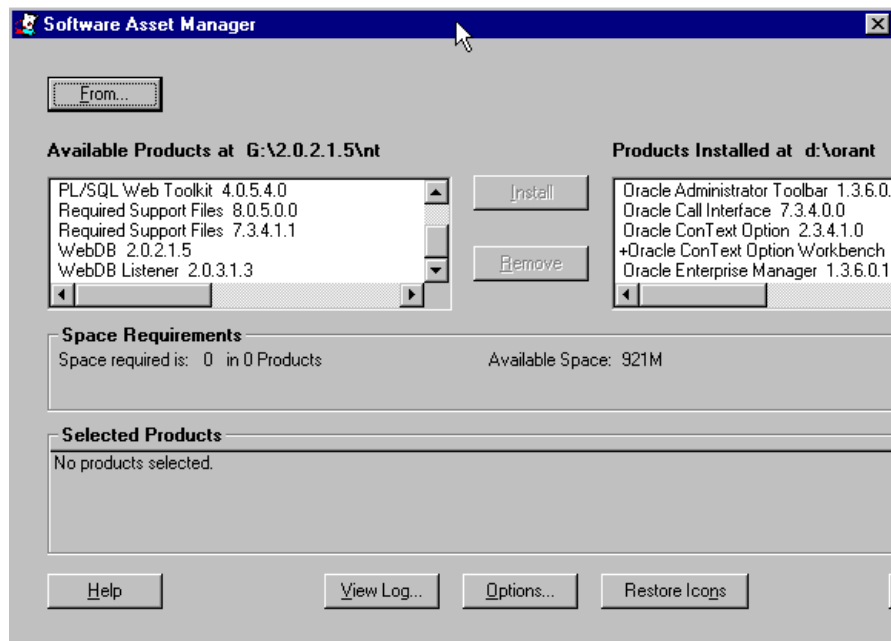 Software Asset Manager
From...
Available Products at G:\2.0.2.1.5\nt
PL/SQL Web Toolkit 4.0.5.4.0
Required Support Files 8.0.5.0.0
Required Support Files 7.3.4.1.1
WebDB 2.0.2.1.5
WebDB Listener 2.0.3.1.3
Install
Remove
Products Installed at d:\orant
Oracle Administrator Toolbar 1.3.6.0.
Oracle Call Interface 7.3.4.0.0
Oracle ConText Option 2.3.4.1.0
+Oracle ConText Option Workbench
Oracle Enterprise Manager 1.3.6.0.1
Space Requirements
Space required is: 0 in 0 Products
Available Space: 921M
Selected Products
No products selected.
Help
View Log...
Options...
Restore Icons